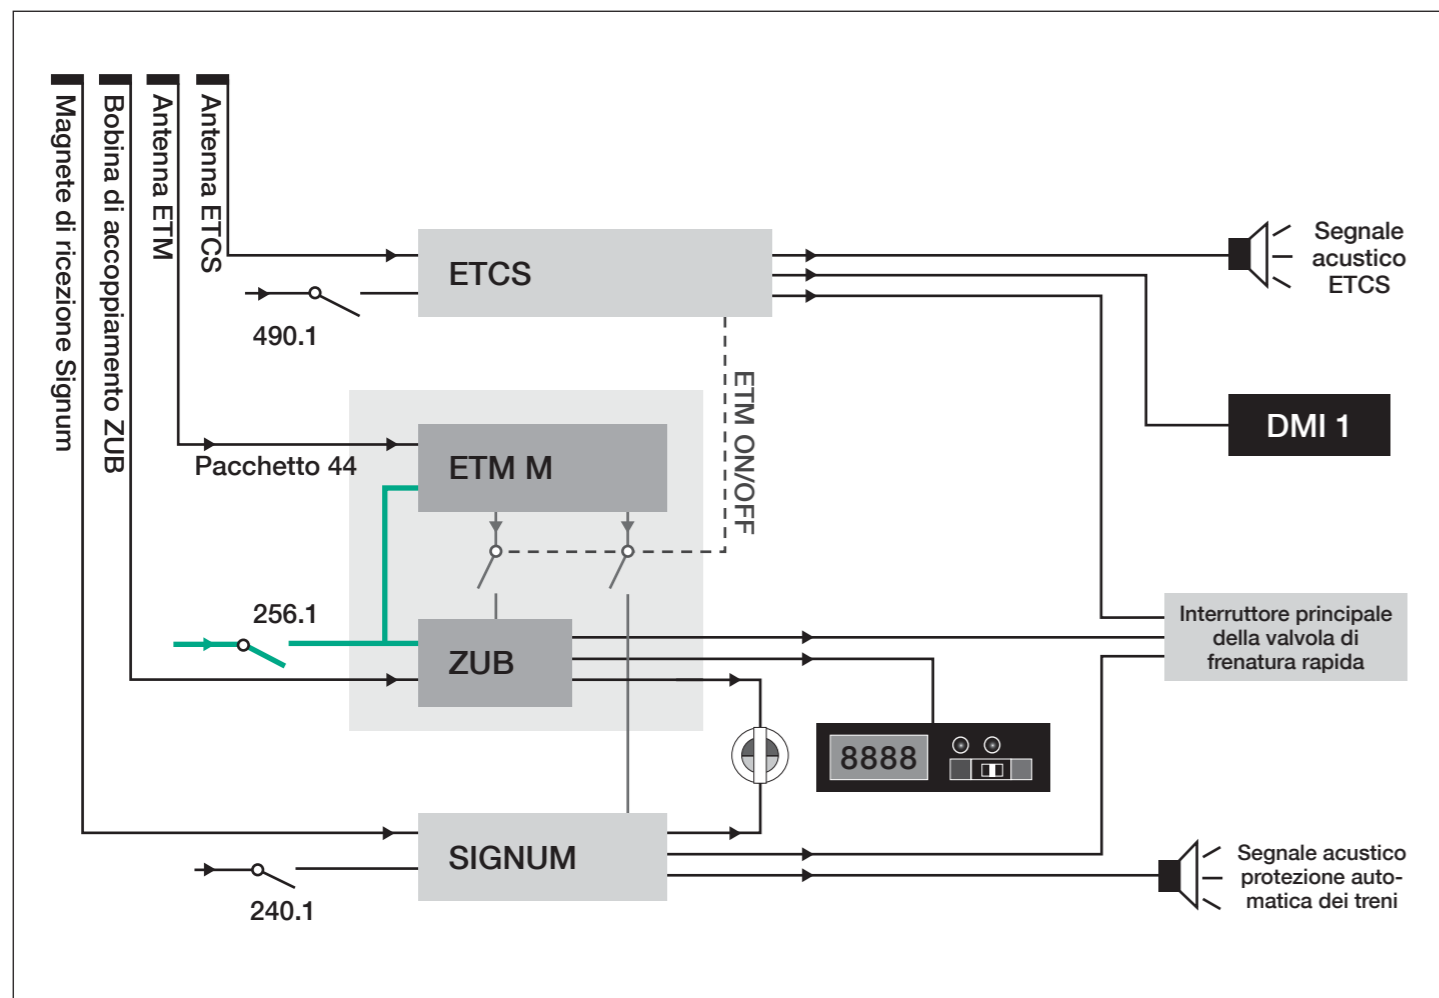 Magnete di ricezione Signum
Bobina di accoppiamento ZUB
Antenna ETM
Antenna ETCS
ETCS
490.1
Segnale
acustico
ETCS
ETM ON/OFF
DMI 1
Pacchetto 44
ETM M
256.1
ZUB
Interruttore principale
della valvola di
frenatura rapida
8888
SIGNUM
240.1
Segnale acustico
protezione auto-
matica dei treni